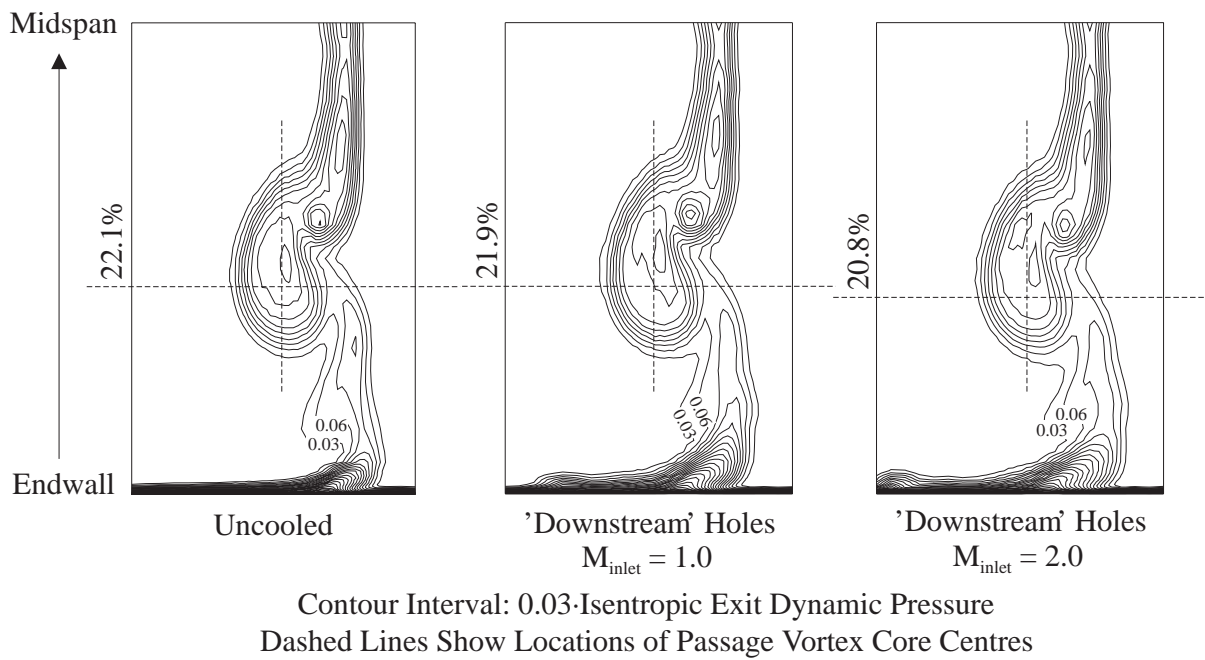 Midspan
Endwall
22.1%
0.06
0.03
Uncooled
21.9%
0.06
0.03
’Downstream’ Holes
M_inlet = 1.0
20.8%
0.06
0.03
’Downstream’ Holes
M_inlet = 2.0
Contour Interval: 0.03·Isentropic Exit Dynamic Pressure
Dashed Lines Show Locations of Passage Vortex Core Centres